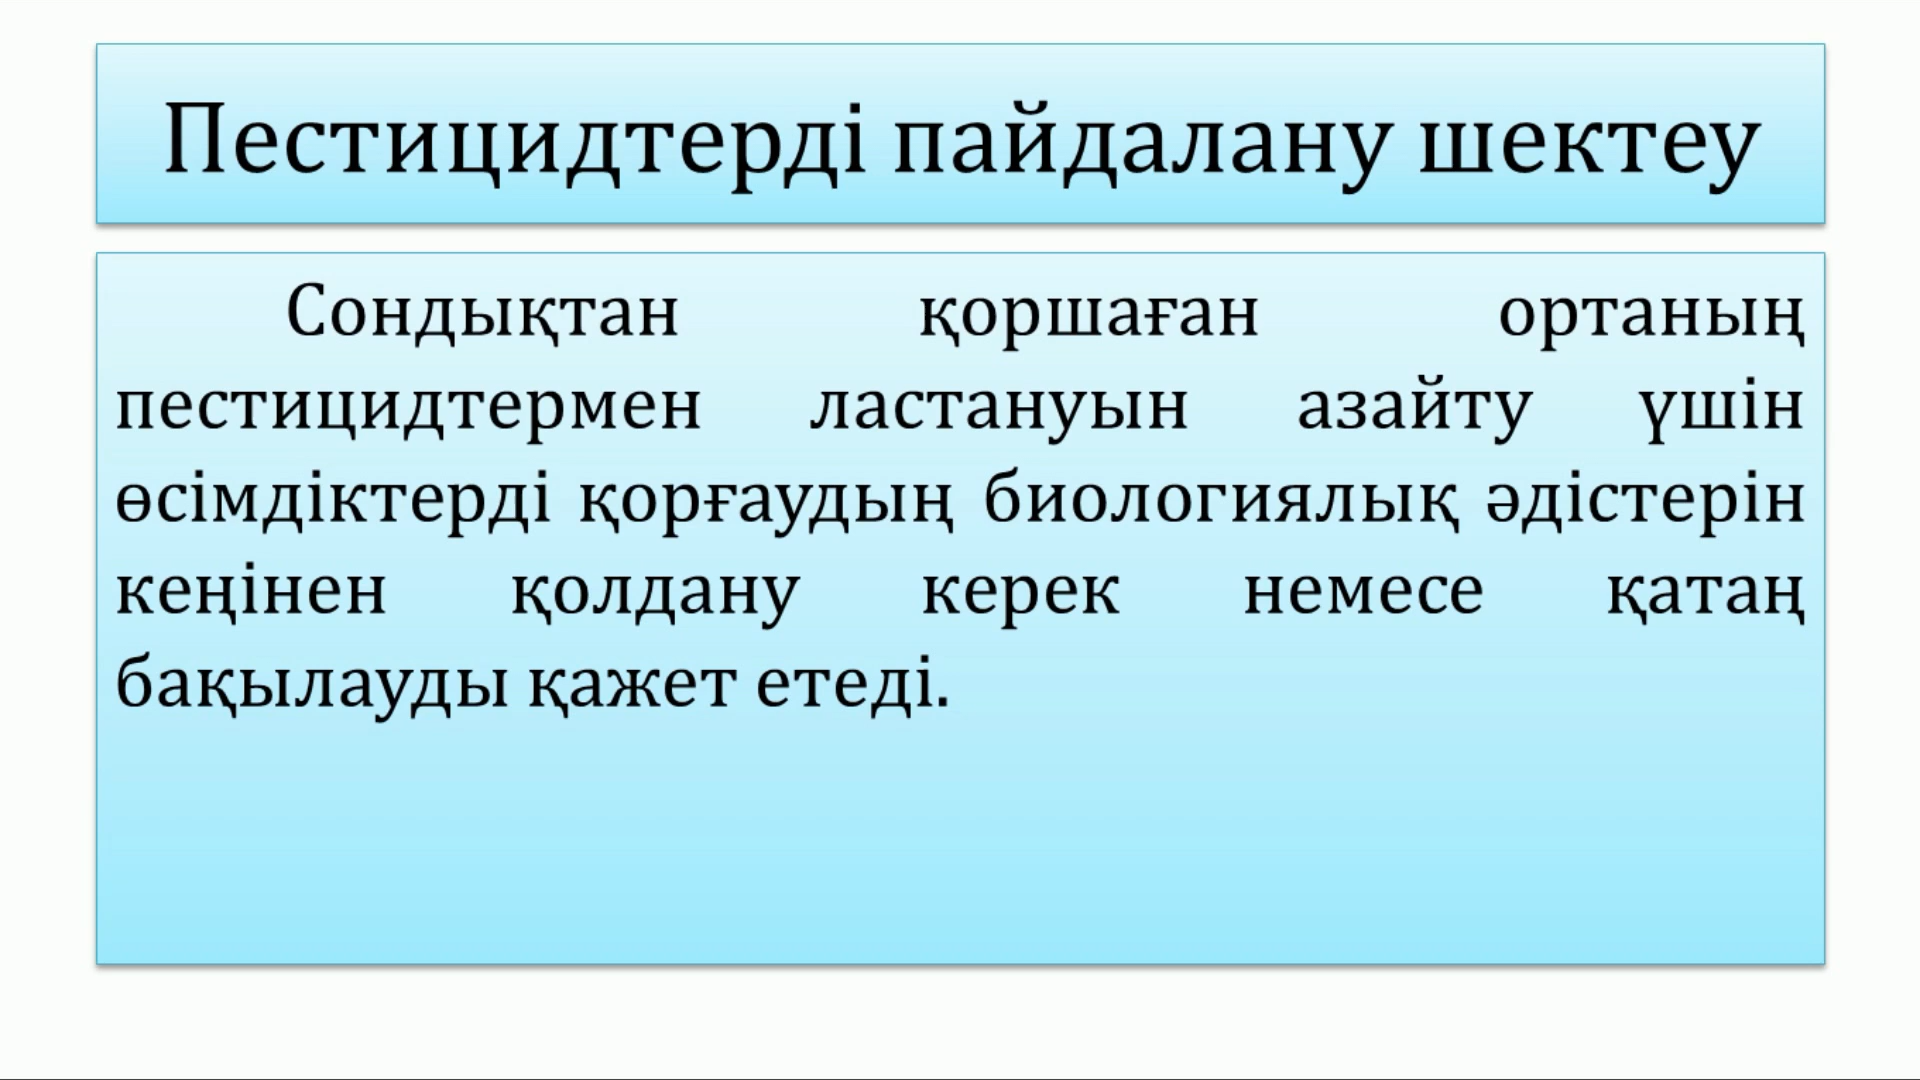 Пестицидтерді пайдалану шектеу
Сондықтан қоршаған ортаның
пестицидтермен ластануын азайту үшін
өсімдіктерді қорғаудың биологиялық әдістерін
кеңінен қолдану керек немесе қатаң
бақылауды қажет етеді.